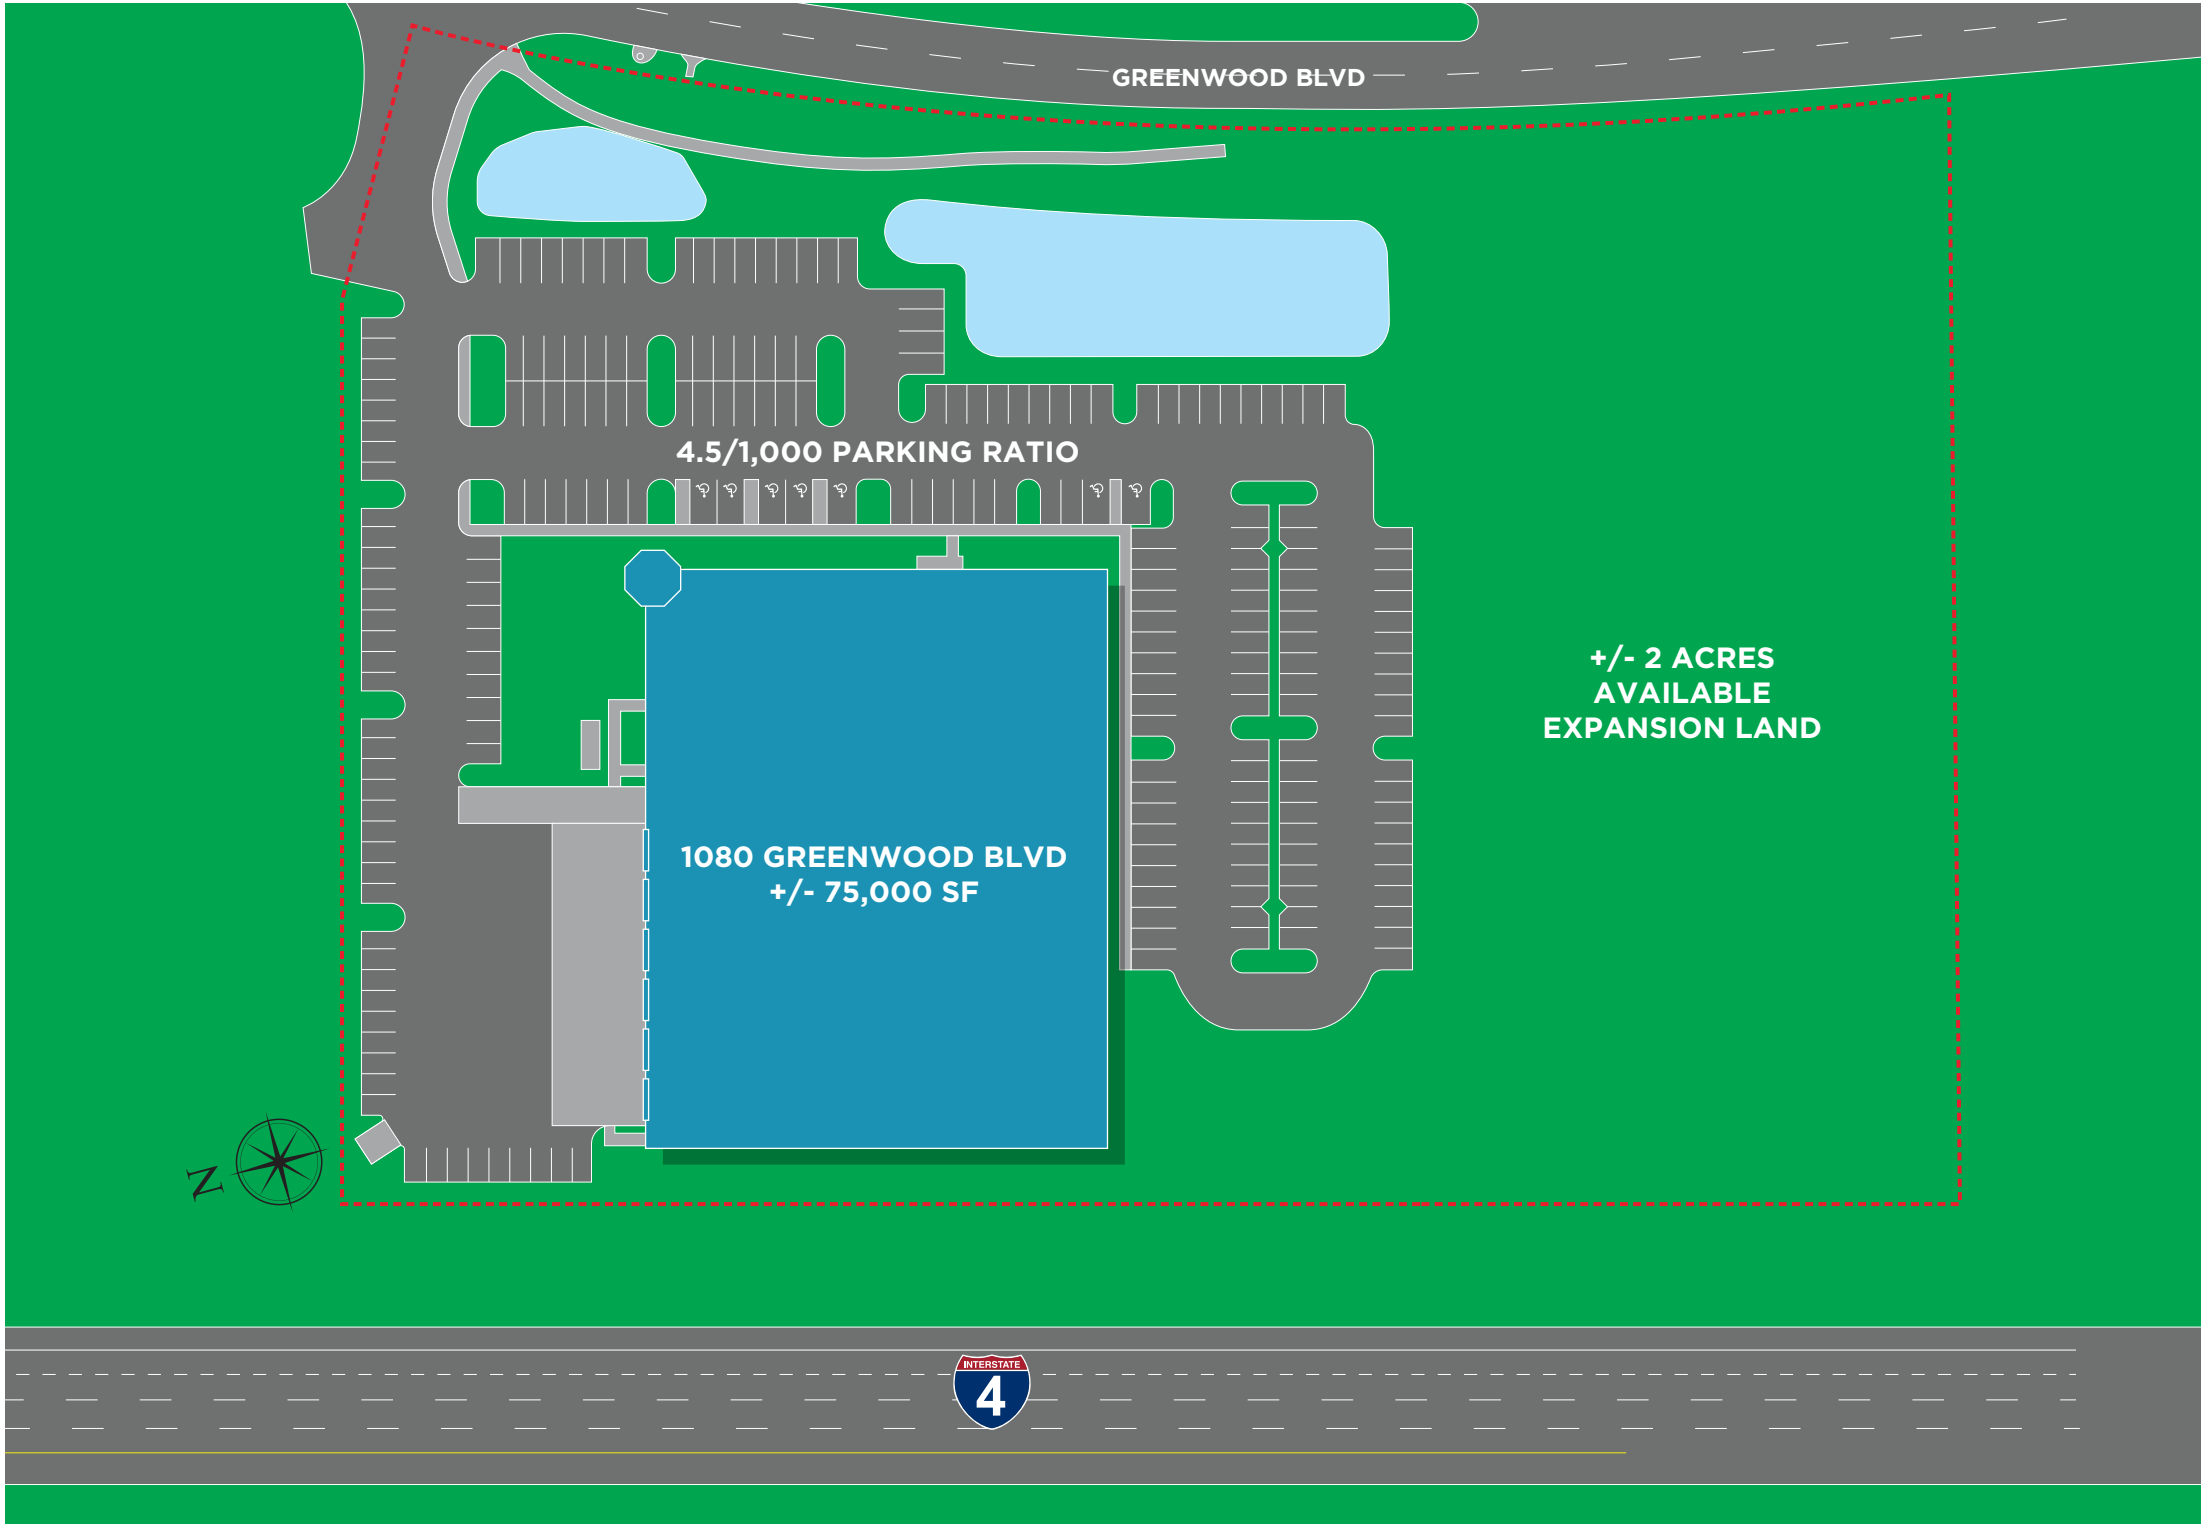 GREENWOOD BLVD
4.5/1,000 PARKING RATIO
+/- 2 ACRES
AVAILABLE
EXPANSION LAND
1080 GREENWOOD BLVD
+/- 75,000 SF
N
INTERSTATE
4